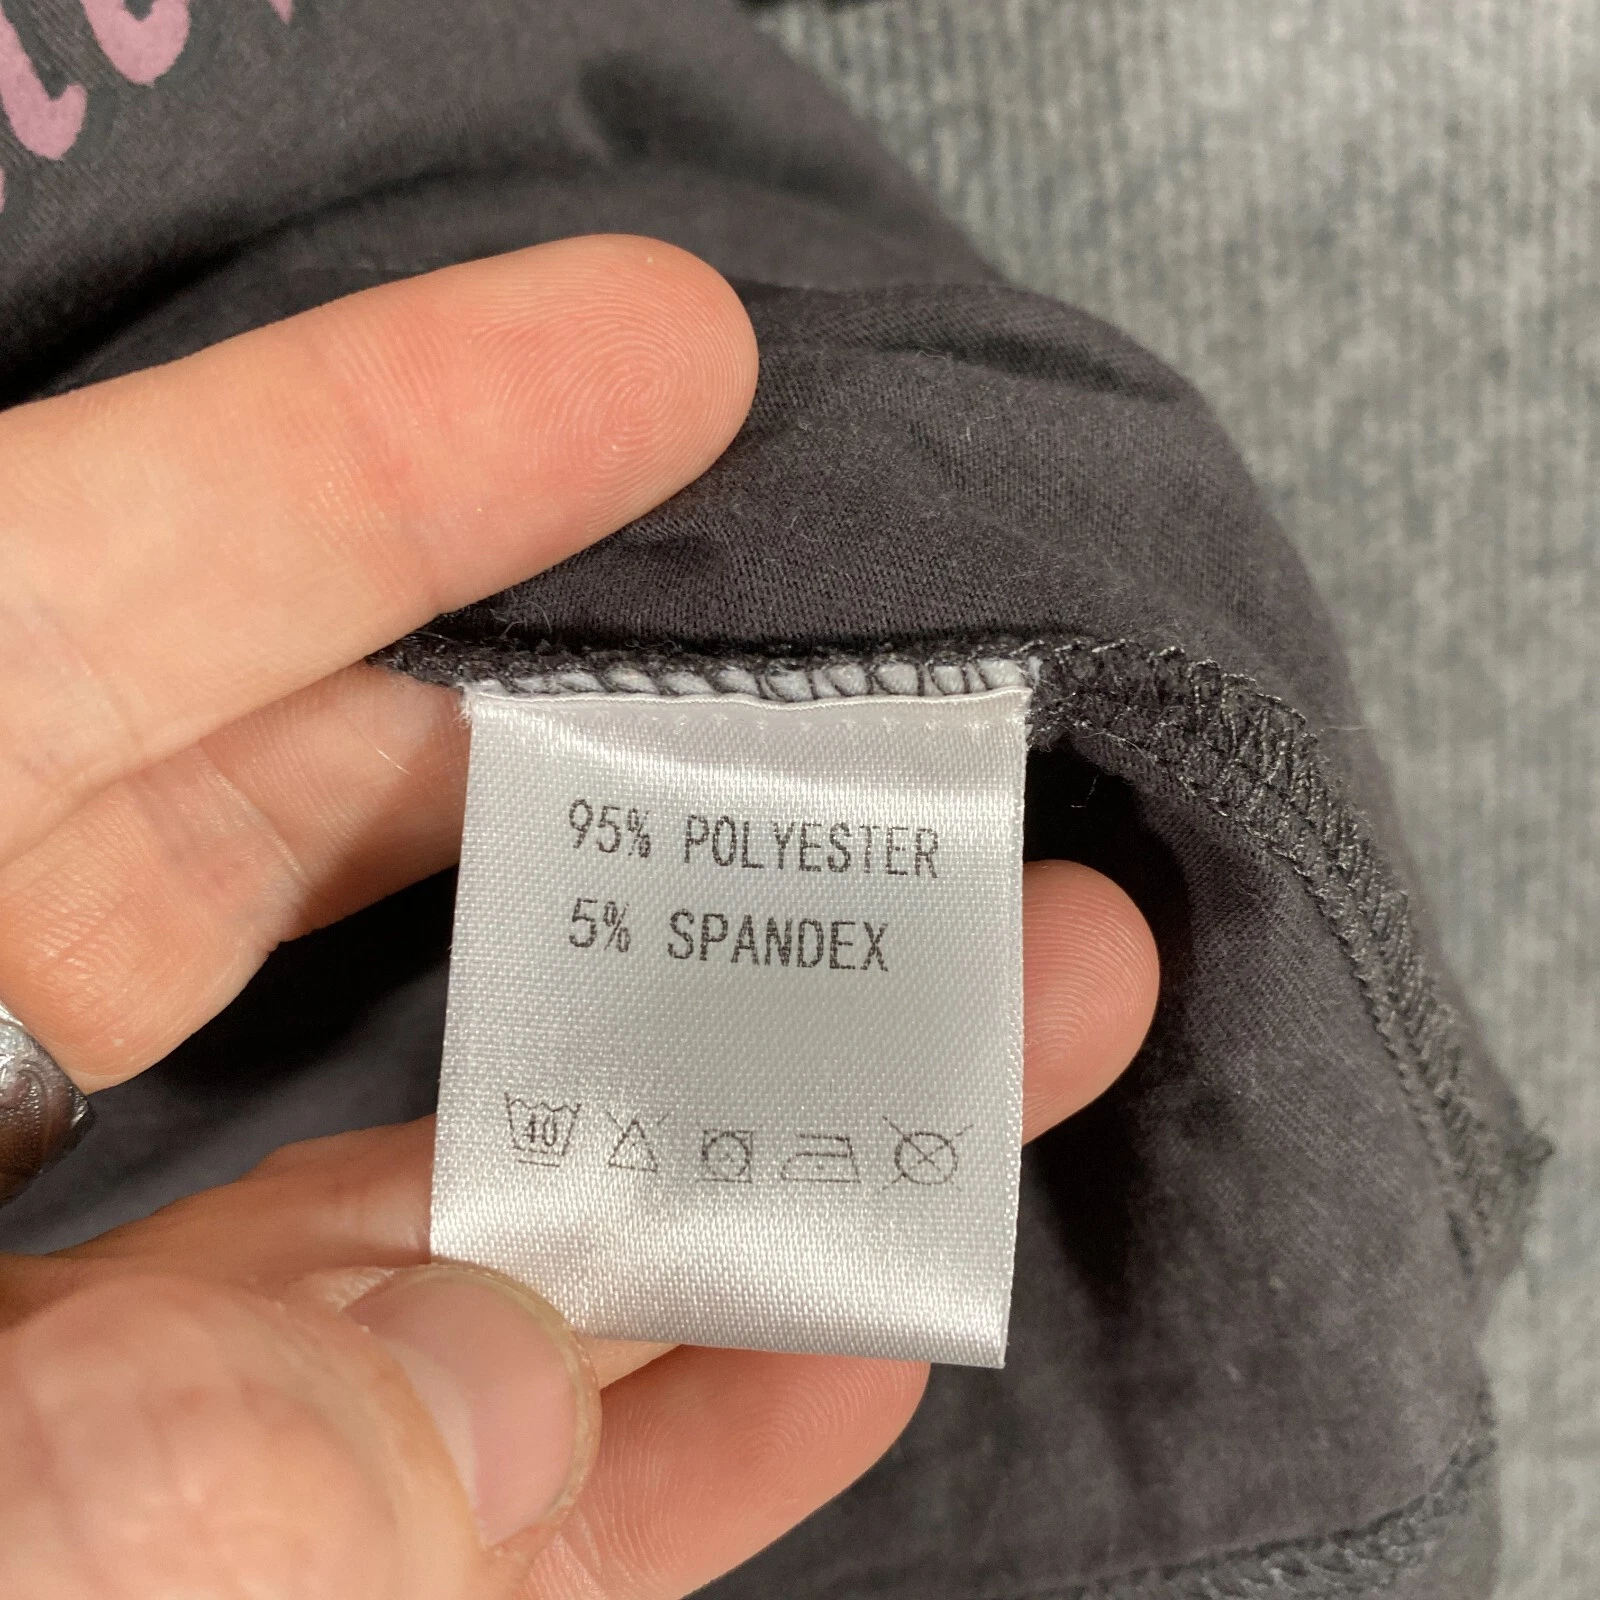 95% POLYESTER
5% SPANDEX
40